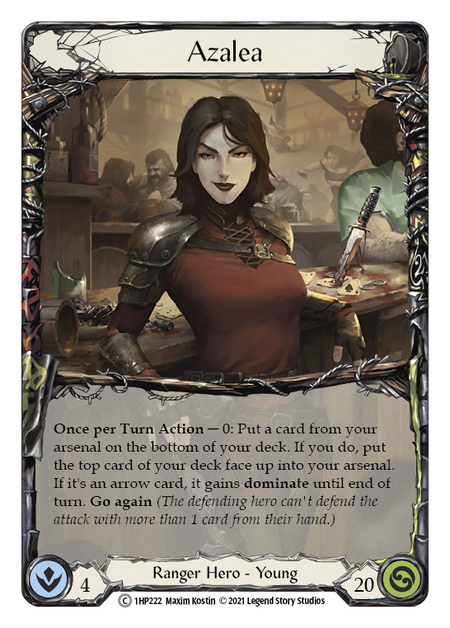 Azalea
Once per Turn Action — 0: Put a card from your
arsenal on the bottom of your deck. If you do, put
the top card of your deck face up into your arsenal.
If it's an arrow card, it gains dominate until end of
turn. Go again (The defending hero can't defend the
attack with more than 1 card from their hand.)
4
Ranger Hero - Young
20
C 1HP222 Maxim Kostin © 2021 Legend Story Studios